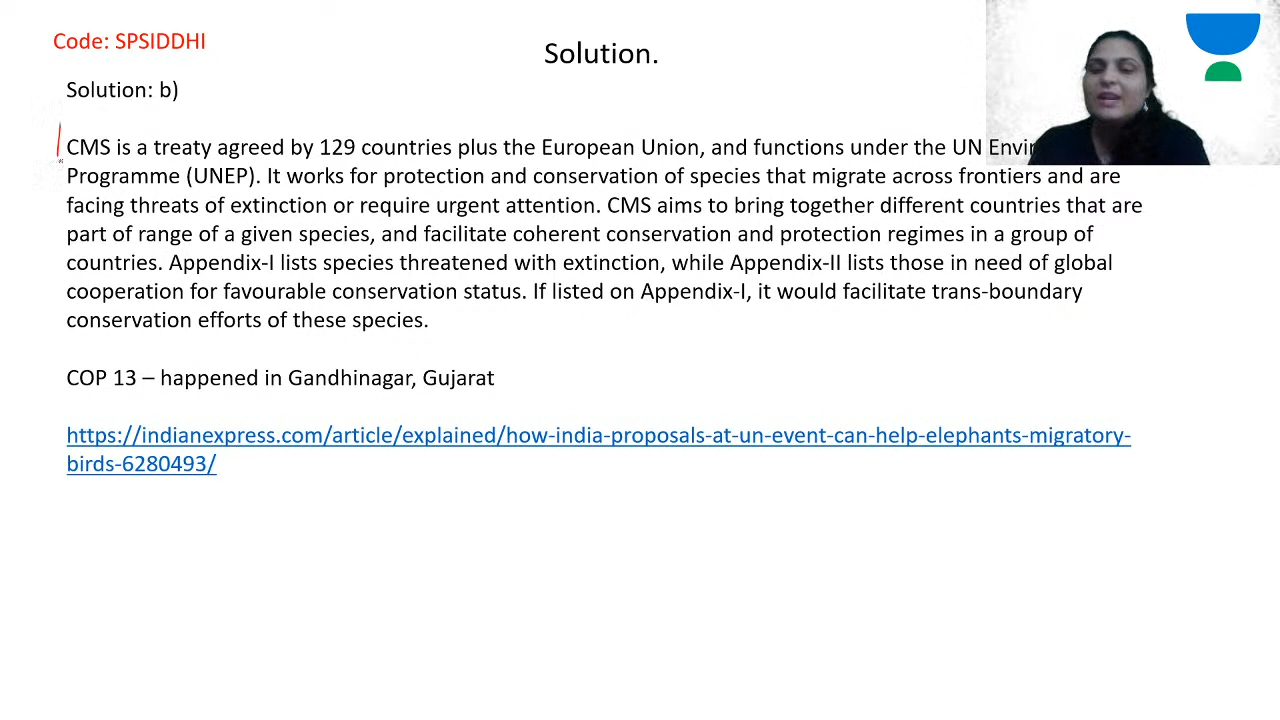 Code: SPSIDDHI
Solution.
Solution: b)
CMS is a treaty agreed by 129 countries plus the European Union, and functions under the UN
Programme (UNEP). It works for protection and conservation of species that migrate across frontiers and are
facing threats of extinction or require urgent attention. CMS aims to bring together different countries that are
part of range of a given species, and facilitate coherent conservation and protection regimes in a group of
countries. Appendix-I lists species threatened with extinction, while Appendix-II lists those in need of global
cooperation for favourable conservation status. If listed on Appendix-I, it would facilitate trans-boundary
conservation efforts of these species.
COP 13 – happened in Gandhinagar, Gujarat
https://indianexpress.com/article/explained/how-india-proposals-at-un-event-can-help-elephants-migratory-
birds-6280493/